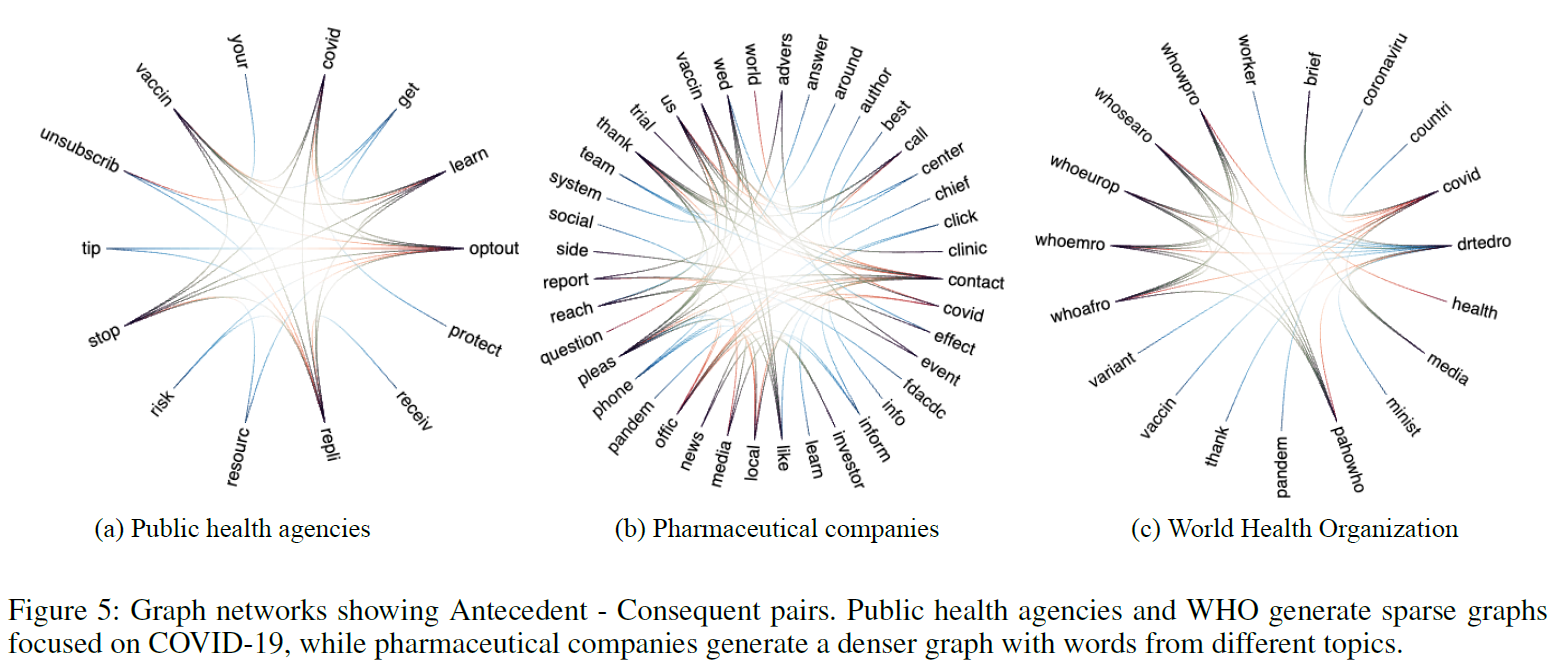 your
covid
get
learn
optout
protect
receiv
repli
resourc
risk
stop
tip
unsubscrib
vaccin
(a) Public health agencies
world
advers
answer
around
author
best
call
center
chief
click
clinic
contact
covid
effect
event
fdacdc
info
inform
investor
learn
like
local
media
news
offic
pandem
phone
pleas
question
reach
report
side
social
system
team
thank
trial
us
vaccin
wed
(b) Pharmaceutical companies
worker
brief
coronaviru
countri
covid
drtedro
health
media
minist
pahowho
pandem
thank
vaccin
variant
whoafro
whoemro
whoeurop
whosearo
whowpro
(c) World Health Organization
Figure 5: Graph networks showing Antecedent - Consequent pairs. Public health agencies and WHO generate sparse graphs
focused on COVID-19, while pharmaceutical companies generate a denser graph with words from different topics.